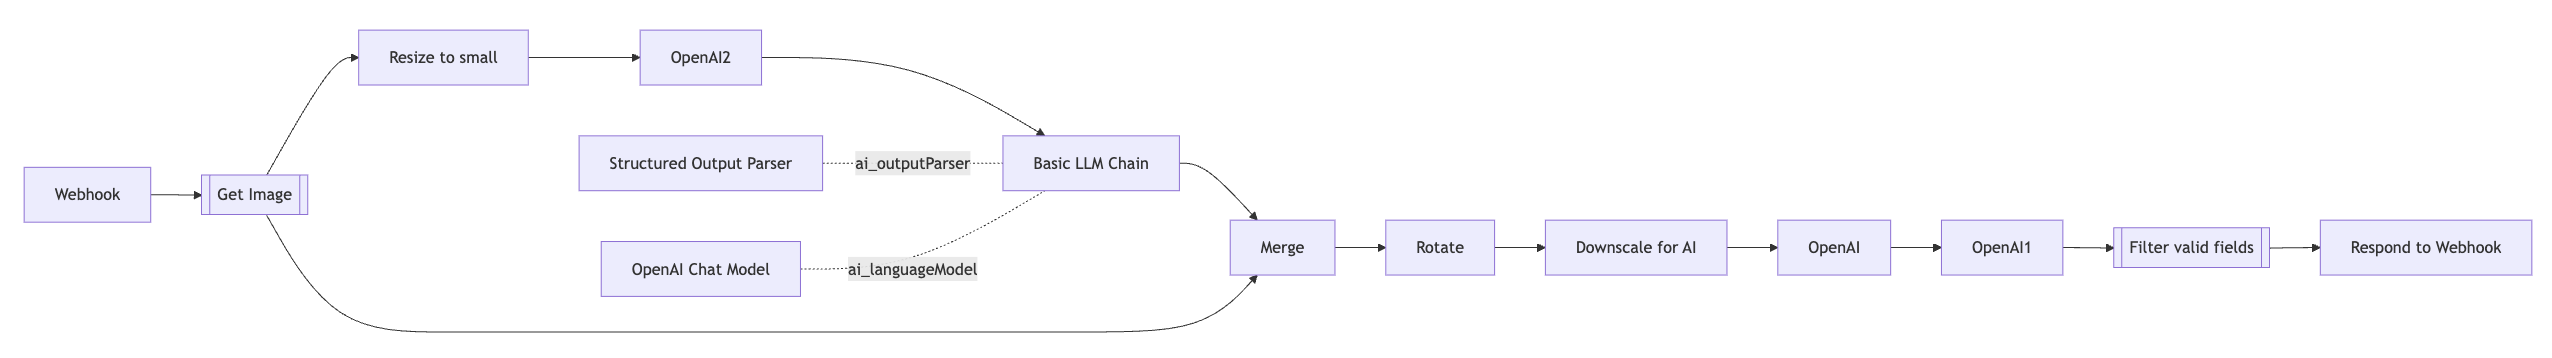 Resize to small
OpenAI2
Structured Output Parser
ai_outputParser
Basic LLM Chain
Webhook
Get Image
OpenAI Chat Model
ai_languageModel
Merge
Rotate
Downscale for AI
OpenAI
OpenAI1
Filter valid fields
Respond to Webhook